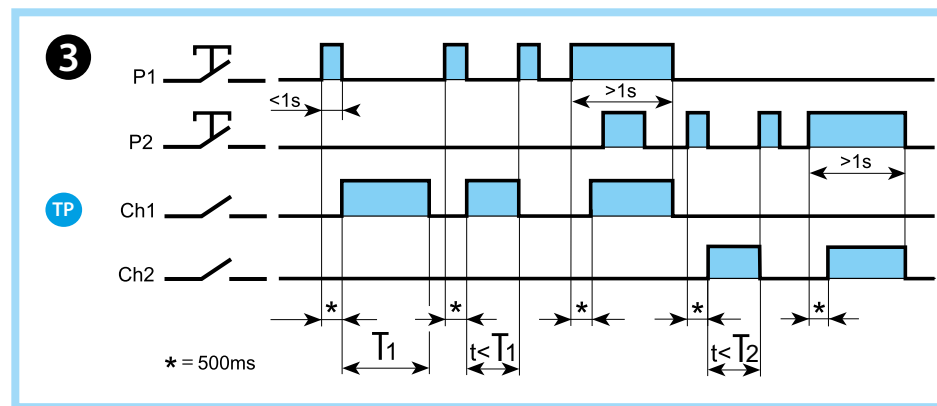 3
P1
<1s
>1s
P2
>1s
TP
Ch1
Ch2
* * * * *
T1 t<T1 t<T2
* = 500ms